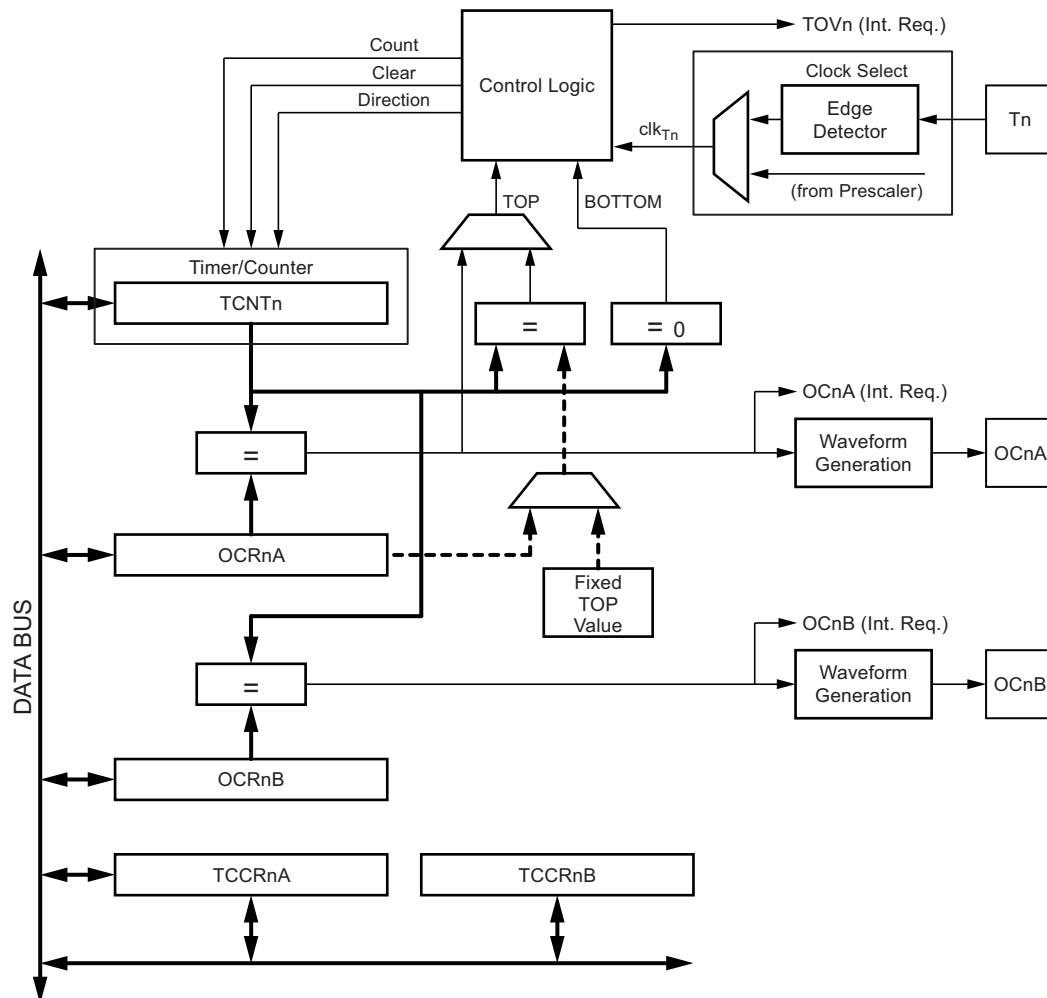 TOVn (Int. Req.)
Count
Clear
Direction
Control Logic
Clock Select
Edge
Detector
Tn
clkTn
(from Prescaler)
TOP
BOTTOM
Timer/Counter
TCNTn
=
= 0
OCnA (Int. Req.)
=
Waveform
Generation
OCnA
OCRnA
Fixed
TOP
Value
DATA BUS
OCnB (Int. Req.)
=
Waveform
Generation
OCnB
OCRnB
TCCRnA
TCCRnB